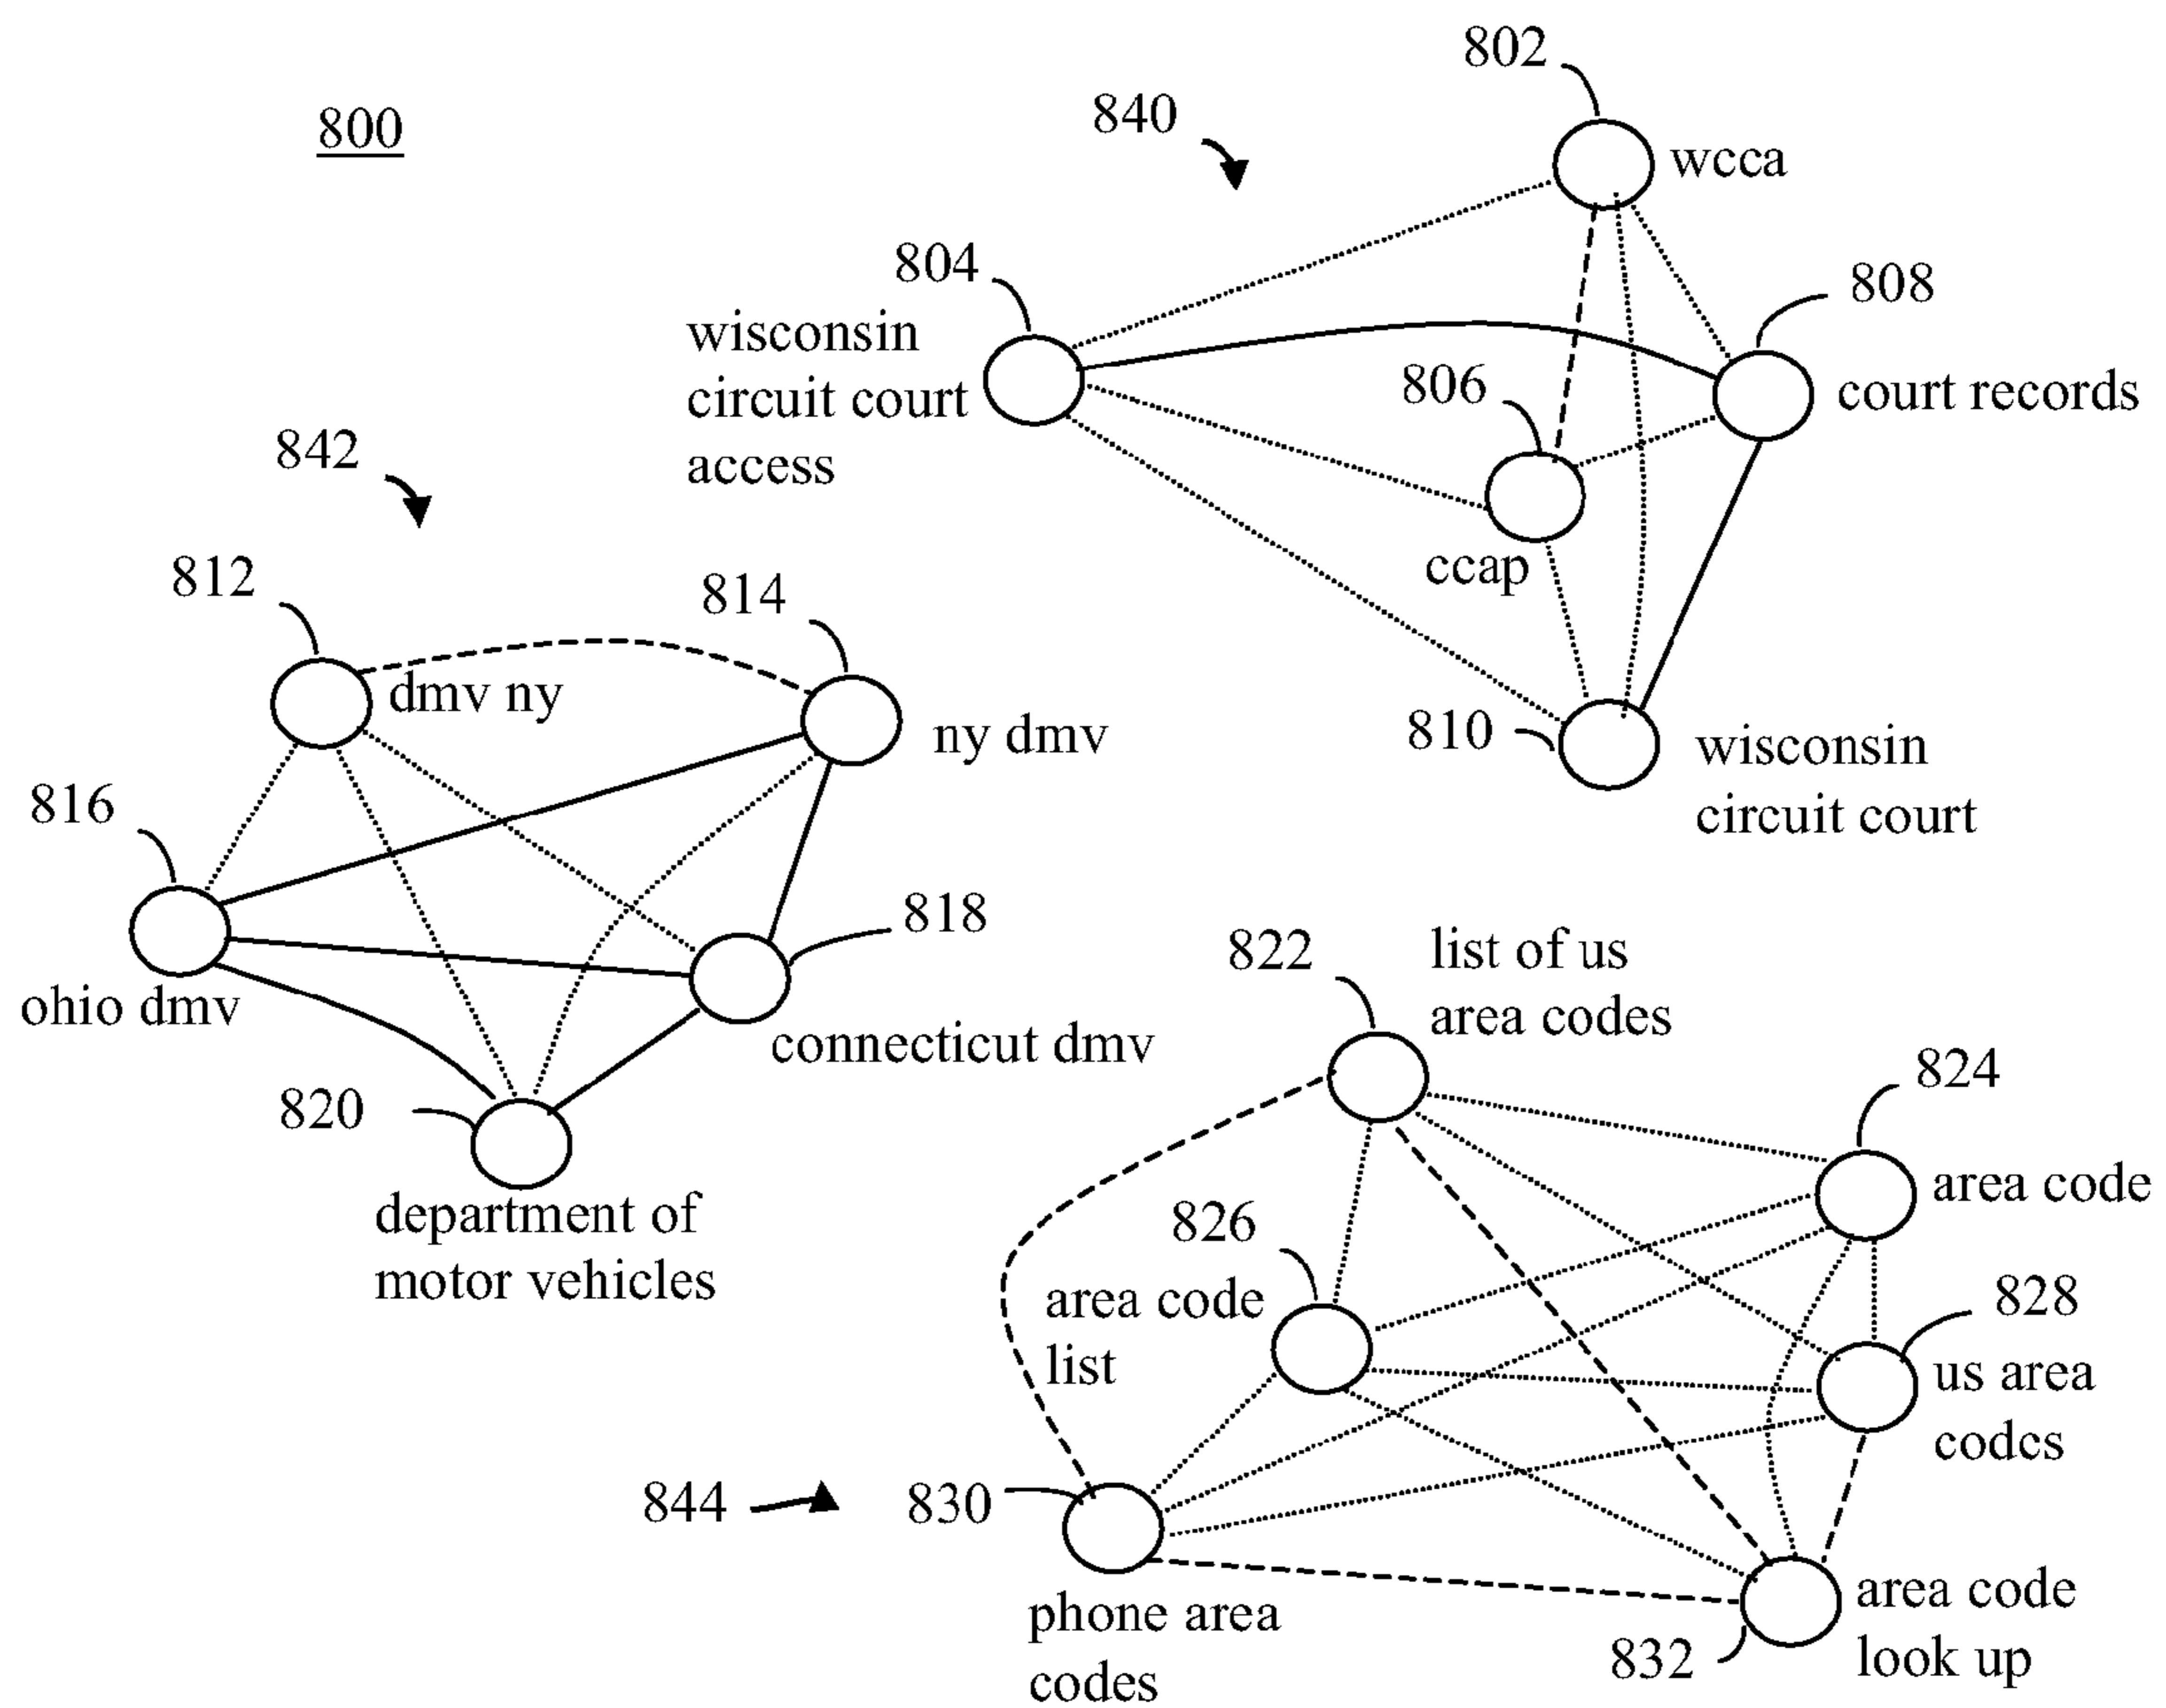 800
802
840
wcca
804
808
wisconsin
circuit court
access
806
court records
842
ccap
812
814
810
dmv ny
ny dmv
wisconsin
circuit court
816
818
822
list of us
area codes
ohio dmv
connecticut dmv
824
820
area code
department of
motor vehicles
826
area code
list
828
us area
codcs
844
830
phone area
codes
area code
look up
832